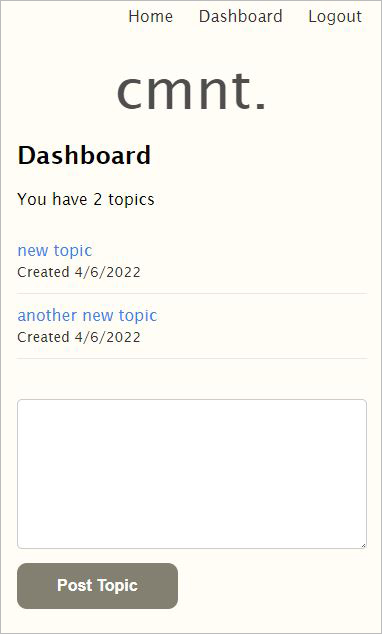 Home Dashboard Logout
cmnt.
Dashboard
You have 2 topics
new topic
Created 4/6/2022
another new topic
Created 4/6/2022
Post Topic